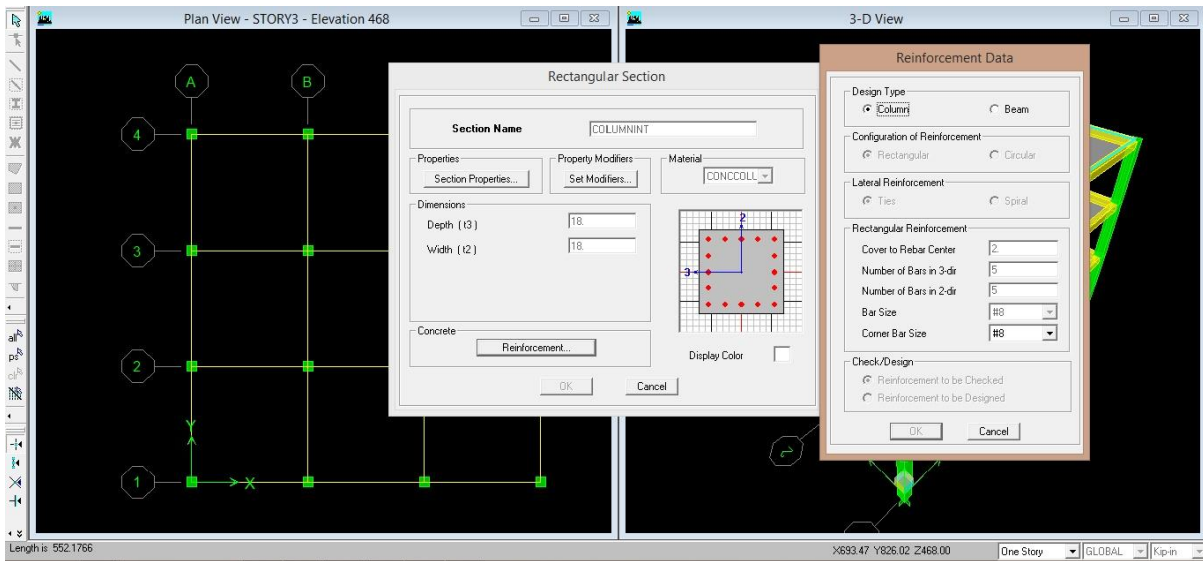 Plan View - STORY3 - Elevation 468
3-D View
A
B
4
3
2
1
Y
X
Rectangular Section
Section Name
COLUMNINT
Properties
Section Properties...
Property Modifiers
Set Modifiers...
Material
CONCCOLL
Dimensions
Depth ( t3 )
18.
Width ( t2 )
18.
2
3
Concrete
Reinforcement...
Display Color
OK
Cancel
Reinforcement Data
Design Type
Column
Beam
Configuration of Reinforcement
Rectangular
Circular
Lateral Reinforcement
Ties
Spiral
Rectangular Reinforcement
Cover to Rebar Center
2.
Number of Bars in 3-dir
5
Number of Bars in 2-dir
5
Bar Size
#8
Corner Bar Size
#8
Check/Design
Reinforcement to be Checked
Reinforcement to be Designed
OK
Cancel
2
all
ps
clr
Length is 552.1766
X693.47 Y826.02 Z468.00
One Story
GLOBAL
Kip-in